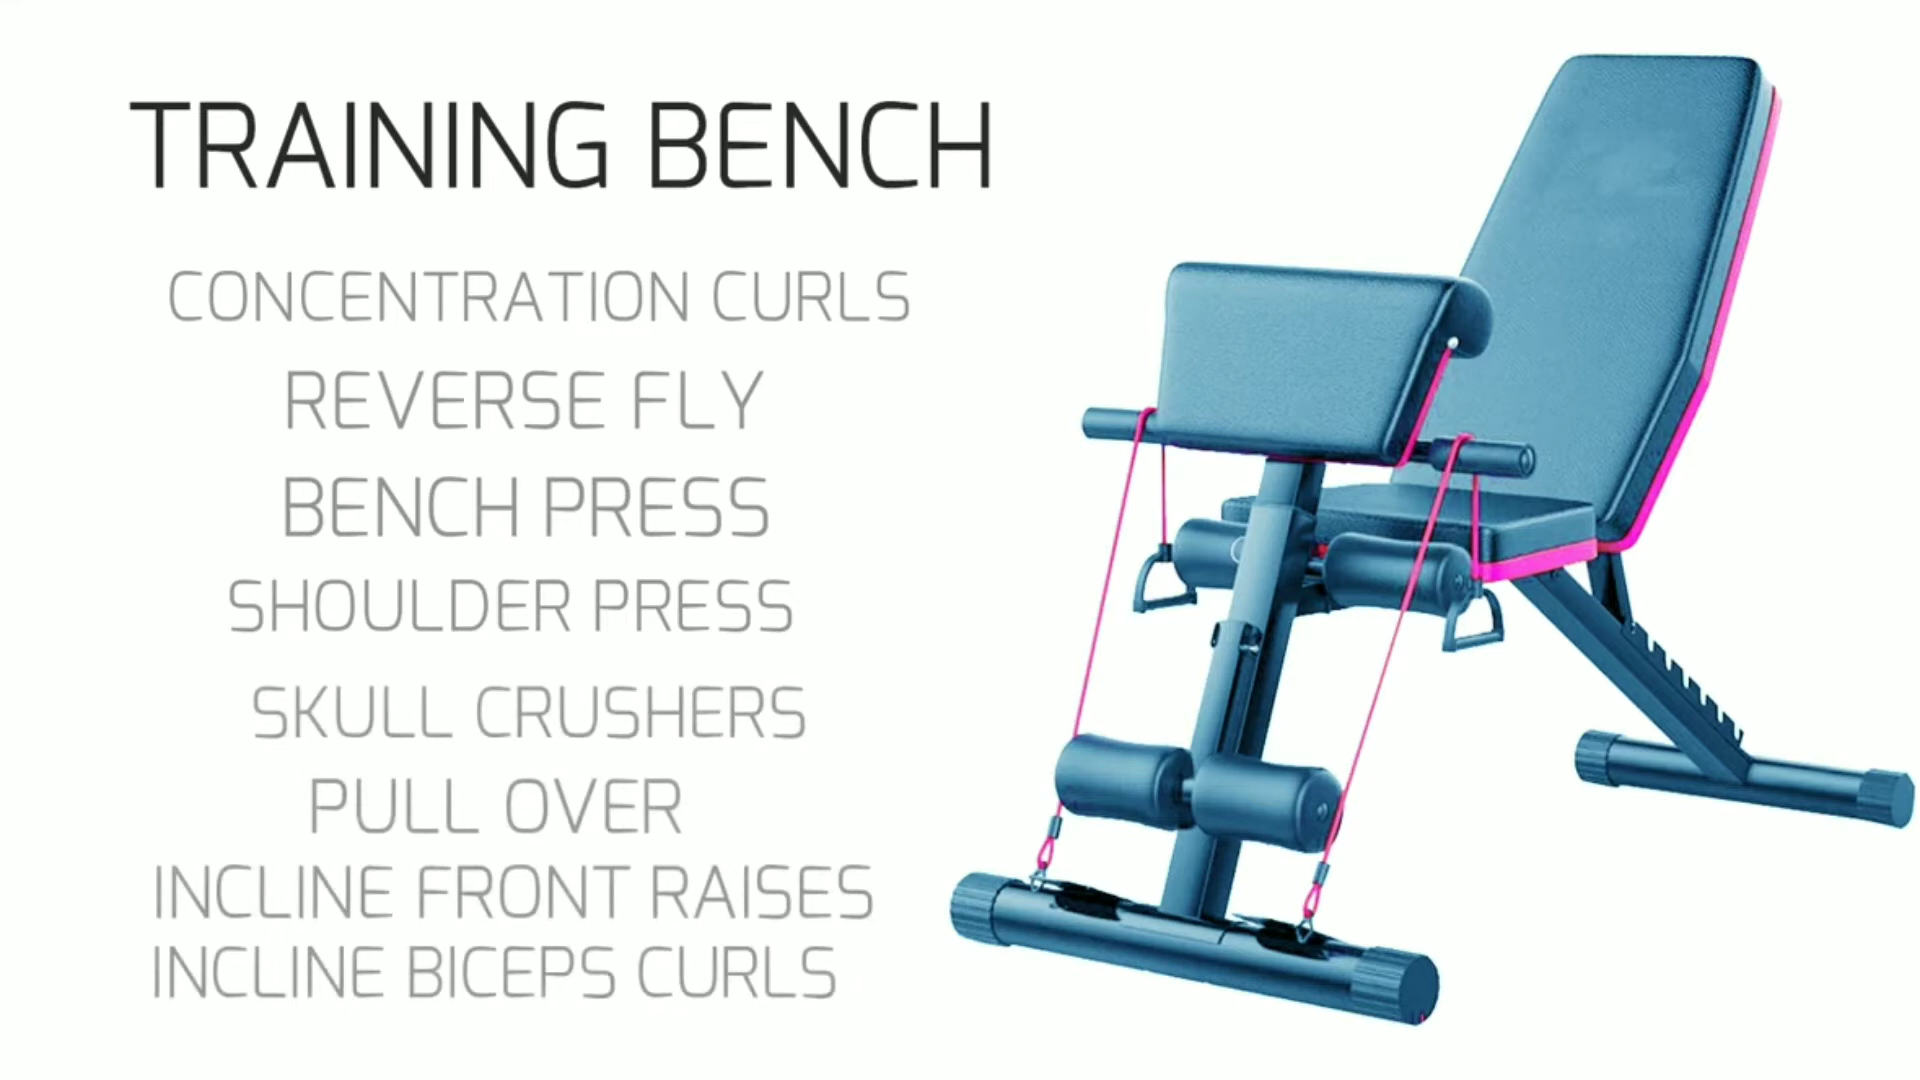 TRAINING BENCH
CONCENTRATION CURLS
REVERSE FLY
BENCH PRESS
SHOULDER PRESS
SKULL CRUSHERS
PULL OVER
INCLINE FRONT RAISES
INCLINE BICEPS CURLS